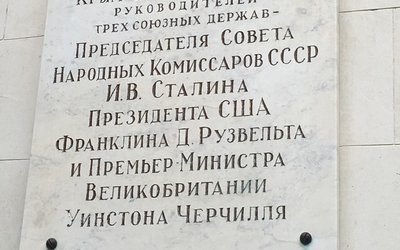 РУКОВОДИТЕЛЕЙ
ТРЕХ СОЮЗНЫХ ДЕРЖАВ-
ПРЕДСЕДАТЕЛЯ СОВЕТА
НАРОДНЫХ КОМИССАРОВ СССР
И.В. СТАЛИНА
ПРЕЗИДЕНТА США
ФРАНКЛИНА Д. РУЗВЕЛЬТА
И ПРЕМЬЕР-МИНИСТРА
ВЕЛИКОБРИТАНИИ
УИНСТОНА ЧЕРЧИЛЛЯ